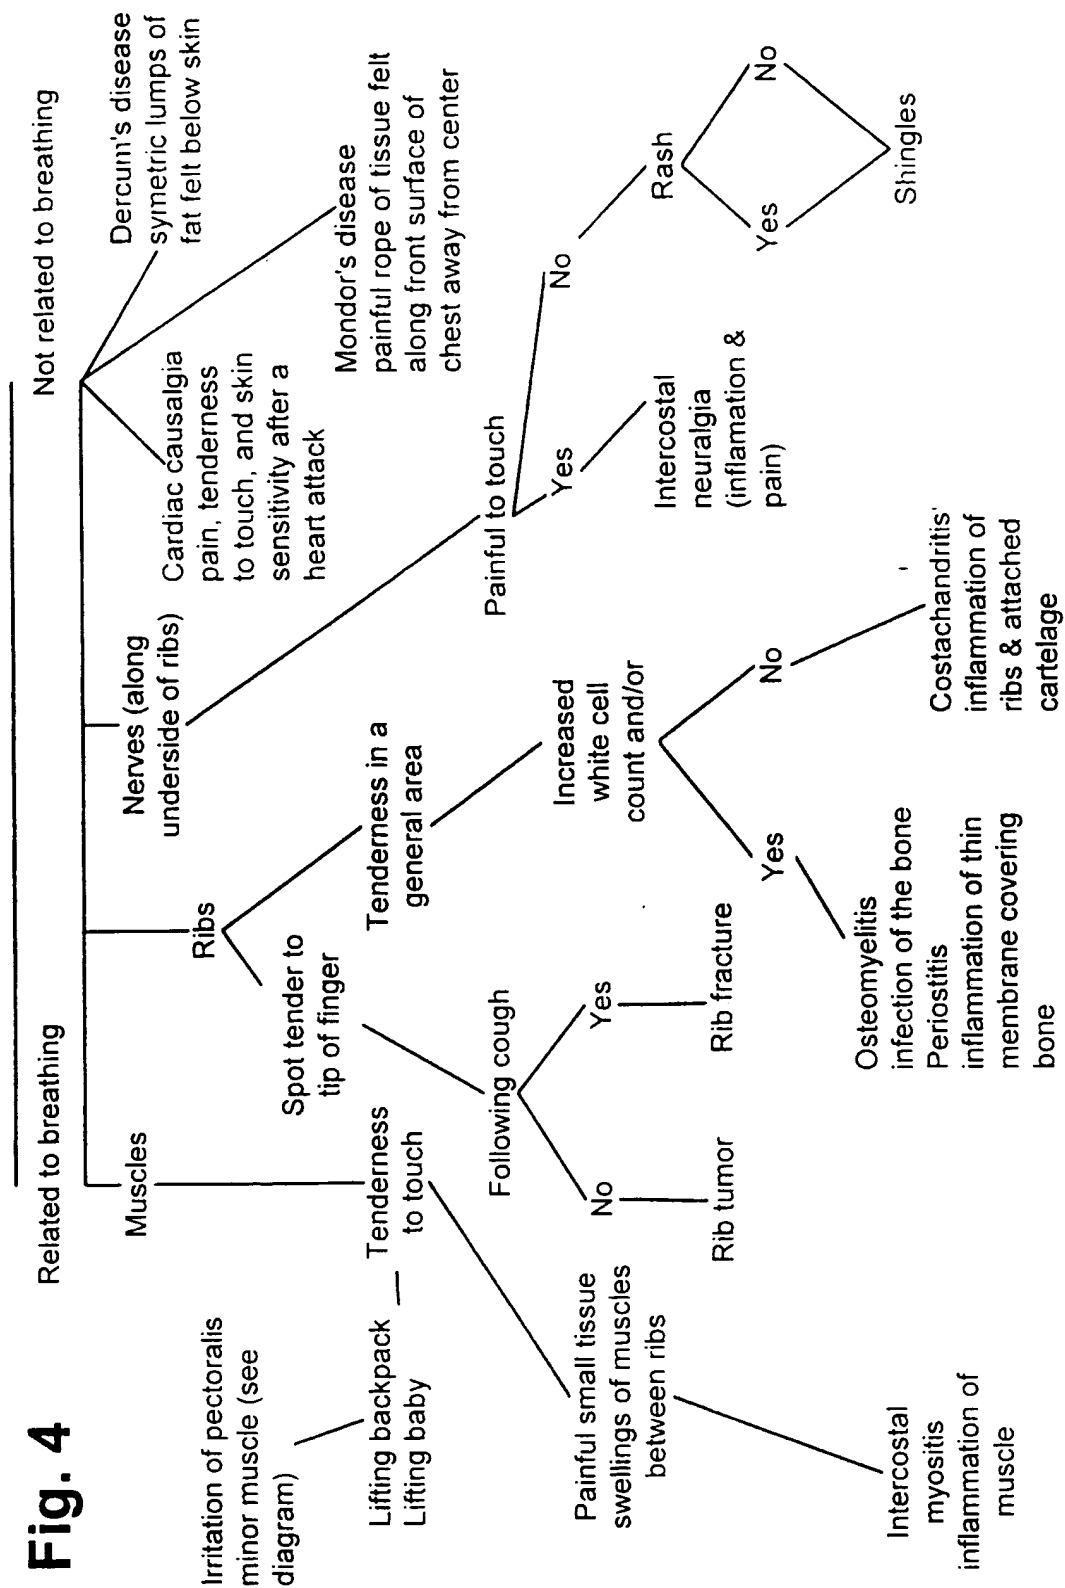 Fig. 4
Related to breathing
Not related to breathing
Muscles
Ribs
Nerves (along
underside of ribs)
Cardiac causalgia
pain, tenderness
to touch, and skin
sensitivity after a
heart attack
Dercum's disease
symetric lumps of
fat felt below skin
Mondor's disease
painful rope of tissue felt
along front surface of
chest away from center
Irritation of pectoralis
minor muscle (see
diagram)
Lifting backpack
Lifting baby
Tenderness
to touch
Spot tender to
tip of finger
Tenderness in a
general area
Painful to touch
Following cough
No
Yes
Rib tumor
Rib fracture
Painful small tissue
swellings of muscles
between ribs
Intercostal
myositis
inflammation of
muscle
Increased
white cell
count and/or
Yes
No
Osteomyelitis
infection of the bone
Periostitis
inflammation of thin
membrane covering
bone
Costachandritis'
inflammation of
ribs & attached
cartelage
Yes
No
Intercostal
neuralgia
(inflamation &
pain)
Rash
Yes
No
Shingles